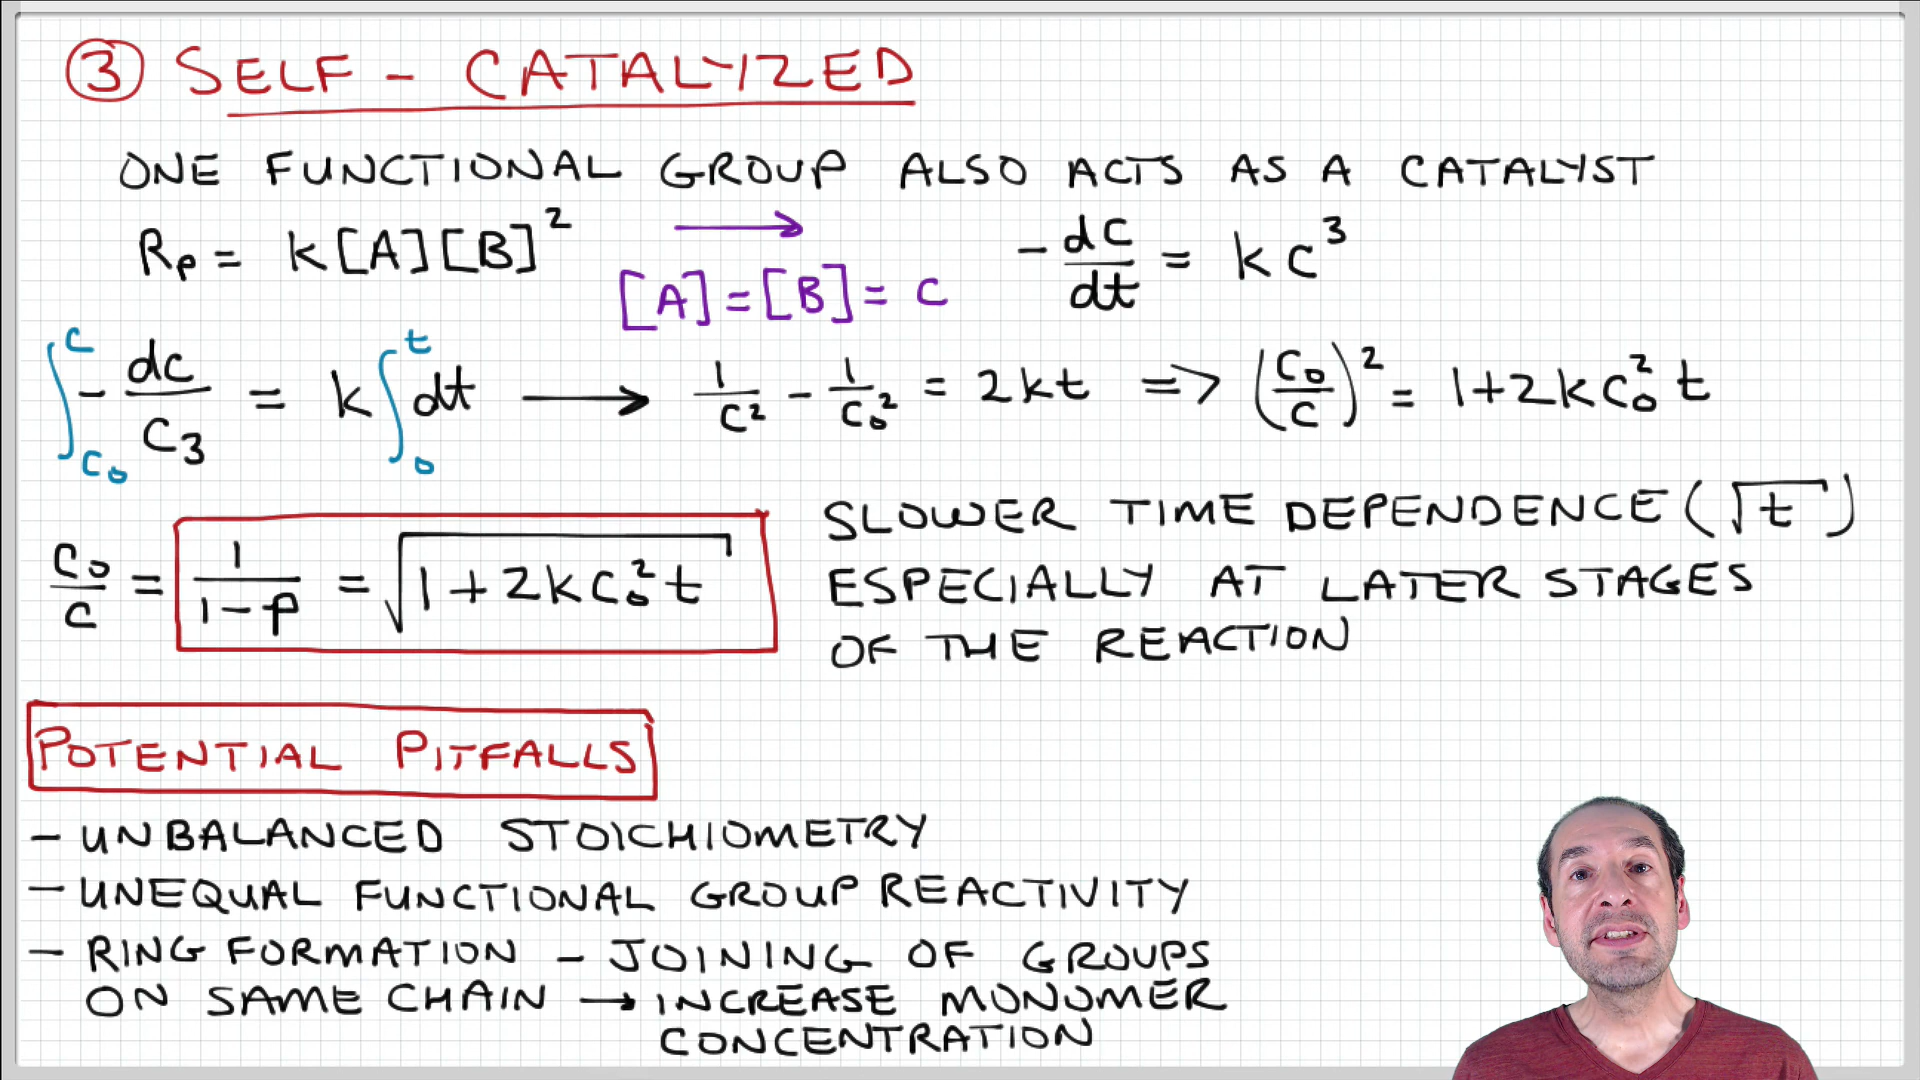 ③ SELF - CATALYIZED
ONE FUNCTIONAL GROUP ALSO ACTS AS A CATALYST
Rₚ = k[A][B]² → [A]=[B]=C -dC/dt = kC³
∫_{C₀}^{C} -dC/C₃ = k∫₀ᵗ dt → 1/C² - 1/C₀² = 2kt => (C₀/C)² = 1+2kC₀²t
C₀/C = 1/(1-p) = √(1+2kC₀²t)
SLOWER TIME DEPENDENCE (√t)
ESPECIALLY AT LATER STAGES
OF THE REACTION
POTENTIAL PITFALLS
- UNBALANCED STOICHIOMETRY
- UNEQUAL FUNCTIONAL GROUP REACTIVITY
- RING FORMATION - JOINING OF GROUPS
ON SAME CHAIN → INCREASE MONOMER
CONCENTRATION